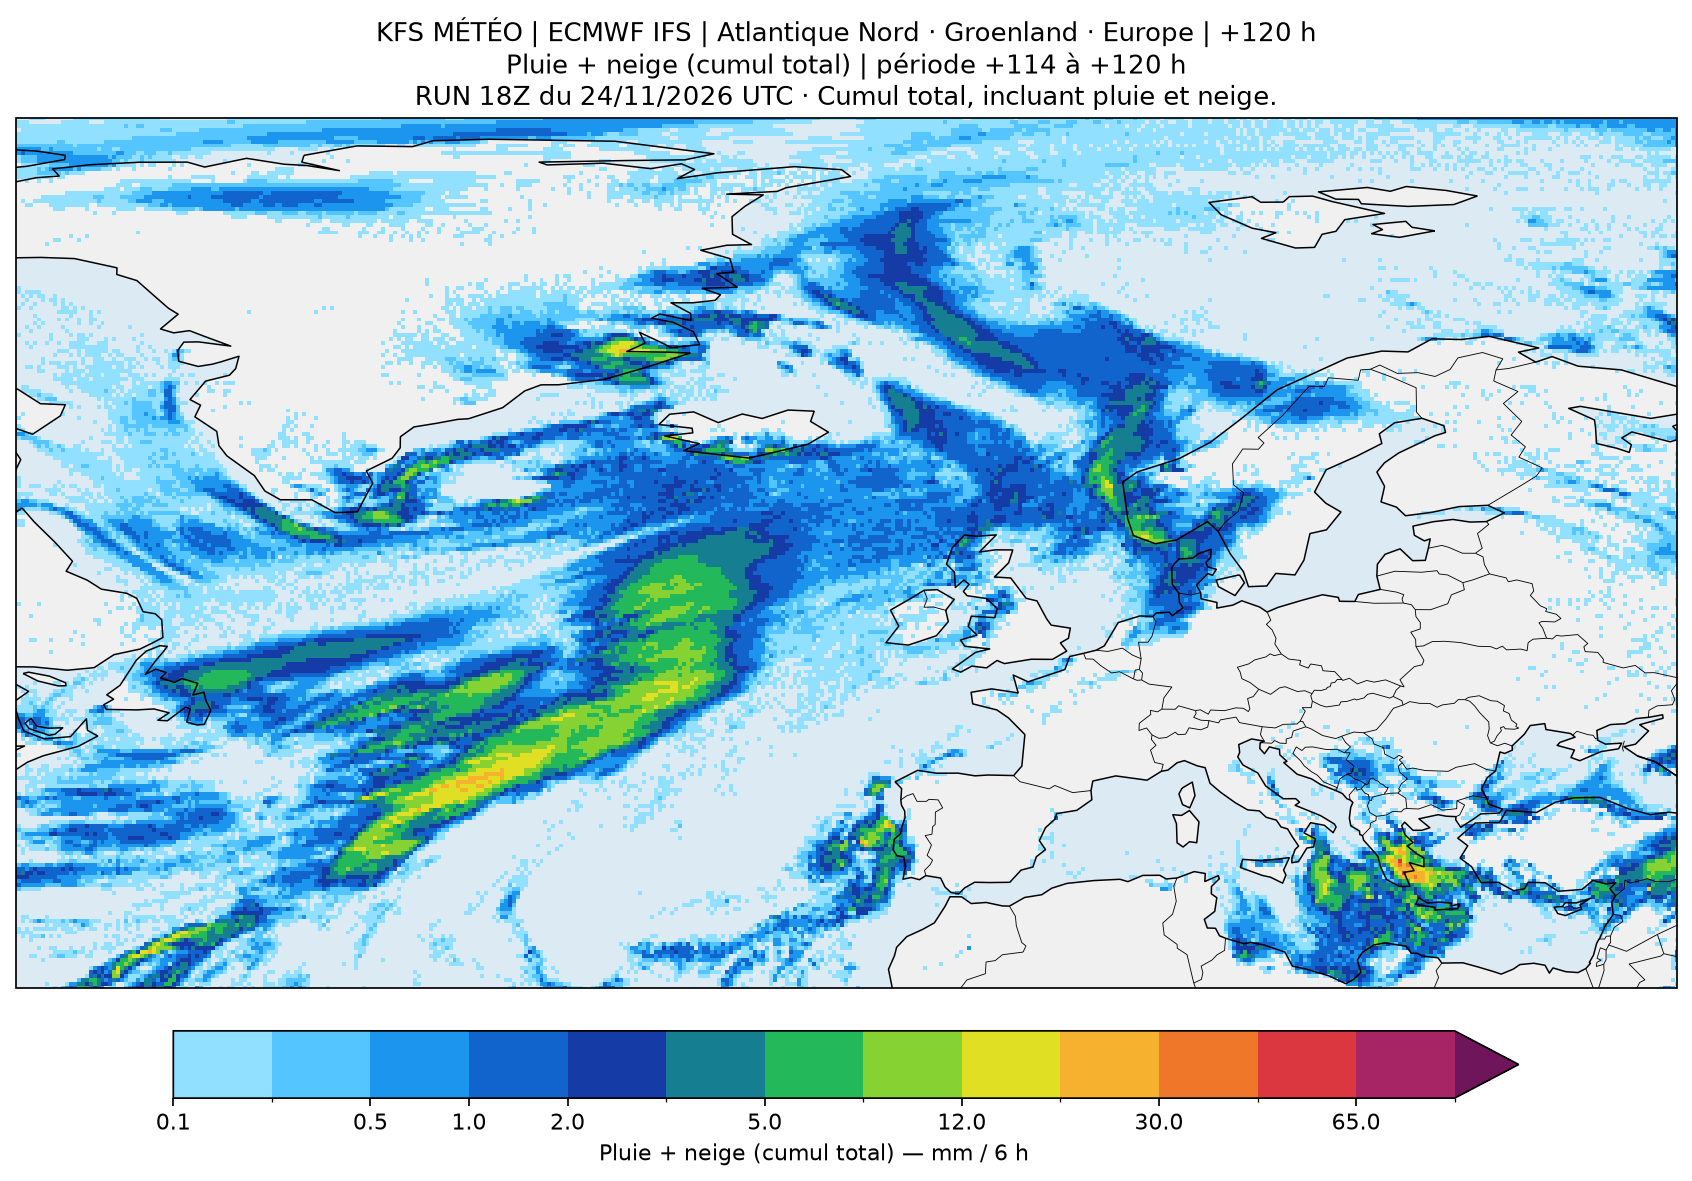 KFS MÉTÉO | ECMWF IFS | Atlantique Nord · Groenland · Europe | +120 h
Pluie + neige (cumul total) | période +114 à +120 h
RUN 18Z du 24/11/2026 UTC · Cumul total, incluant pluie et neige.
0.1 0.5 1.0 2.0 5.0 12.0 30.0 65.0
Pluie + neige (cumul total) — mm / 6 h